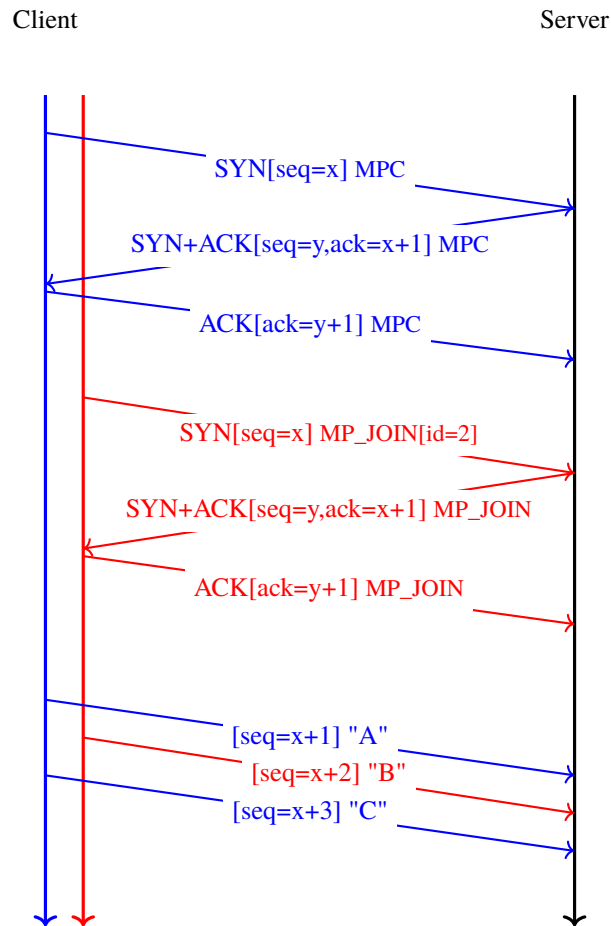 Client
Server
SYN[seq=x] MPC
SYN+ACK[seq=y,ack=x+1] MPC
ACK[ack=y+1] MPC
SYN[seq=x] MP_JOIN[id=2]
SYN+ACK[seq=y,ack=x+1] MP_JOIN
ACK[ack=y+1] MP_JOIN
[seq=x+1] "A"
[seq=x+2] "B"
[seq=x+3] "C"